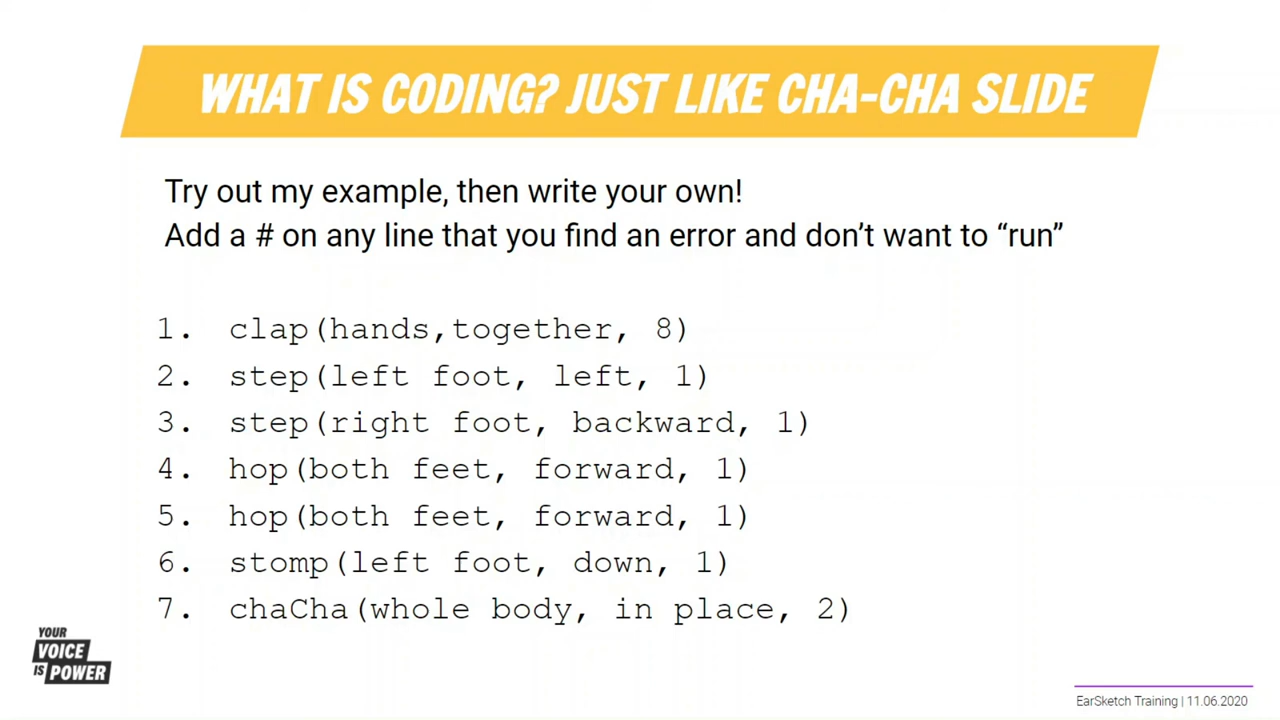 WHAT IS CODING? JUST LIKE CHA-CHA SLIDE
Try out my example, then write your own!
Add a # on any line that you find an error and don’t want to “run”
1. clap(hands,together, 8)
2. step(left foot, left, 1)
3. step(right foot, backward, 1)
4. hop(both feet, forward, 1)
5. hop(both feet, forward, 1)
6. stomp(left foot, down, 1)
7. chaCha(whole body, in place, 2)
YOUR
VOICE
IS POWER
EarSketch Training | 11.06.2020